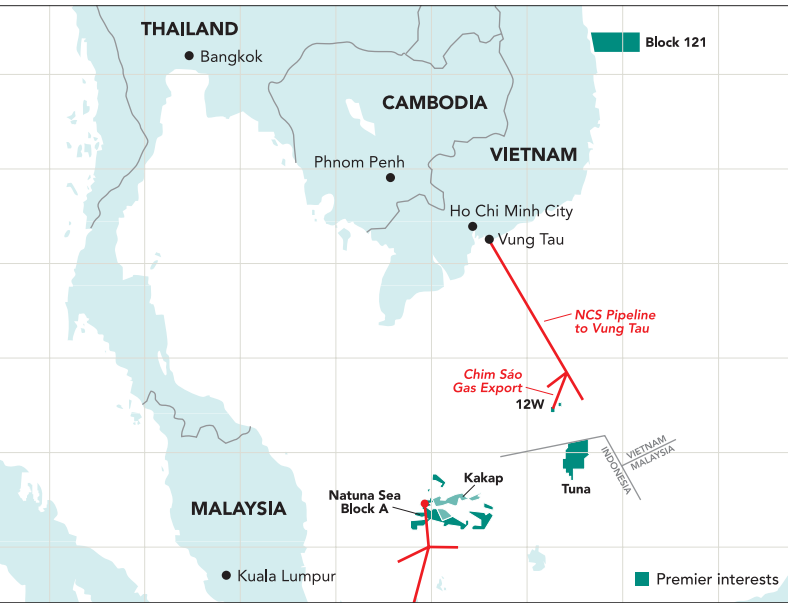 THAILAND
Bangkok
Block 121
CAMBODIA
VIETNAM
Phnom Penh
Ho Chi Minh City
Vung Tau
NCS Pipeline
to Vung Tau
Chim Sáo
Gas Export
12W
VIETNAM
MALAYSIA
INDONESIA
Tuna
Kakap
Natuna Sea
Block A
MALAYSIA
Kuala Lumpur
Premier interests